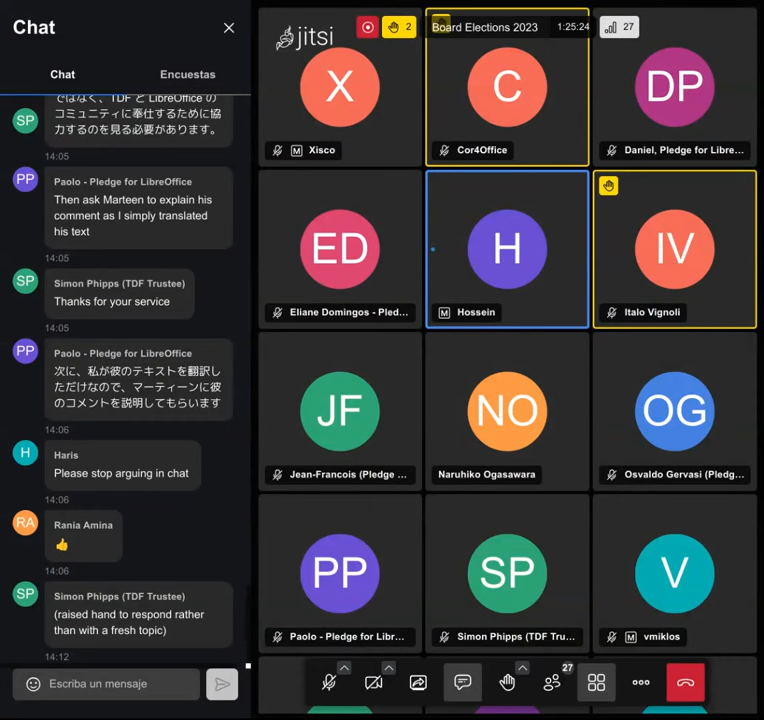 Chat
Chat
Encuestas
SP
ではなく、TDF と LibreOffice の
コミュニティに奉仕するために協
力するのを見る必要があります。
14:05
PP
Paolo - Pledge for LibreOffice
Then ask Marteen to explain his
comment as I simply translated
his text
14:05
SP
Simon Phipps (TDF Trustee)
Thanks for your service
14:05
PP
Paolo - Pledge for LibreOffice
次に、私が彼のテキストを翻訳し
ただけなので、マーティーンに彼
のコメントを説明してもらいます
14:06
H
Haris
Please stop arguing in chat
14:06
RA
Rania Amina
👍
14:06
SP
Simon Phipps (TDF Trustee)
(raised hand to respond rather
than with a fresh topic)
14:12
Escriba un mensaje
jitsi
2
Board Elections 2023
1:25:24
27
X
M Xisco
C
Cor4Office
DP
Daniel, Pledge for Libre...
ED
Eliane Domingos - Pled...
H
M Hossein
IV
Italo Vignoli
JF
Jean-Francois (Pledge ...
NO
Naruhiko Ogasawara
OG
Osvaldo Gervasi (Pledg...
PP
Paolo - Pledge for Libr...
SP
Simon Phipps (TDF Tru...
V
M vmiklos
27